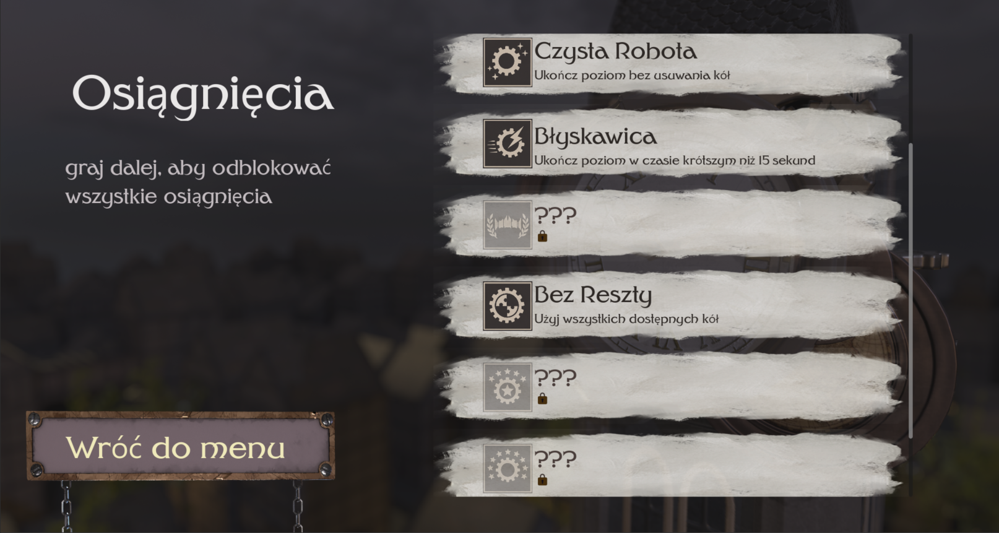 Osiągnięcia
graj dalej, aby odblokować
wszystkie osiągnięcia
Wróć do menu
Czysta Robota
Ukończ poziom bez usuwania kół
Błyskawica
Ukończ poziom w czasie krótszym niż 15 sekund
???
Bez Reszty
Użyj wszystkich dostępnych kół
???
???